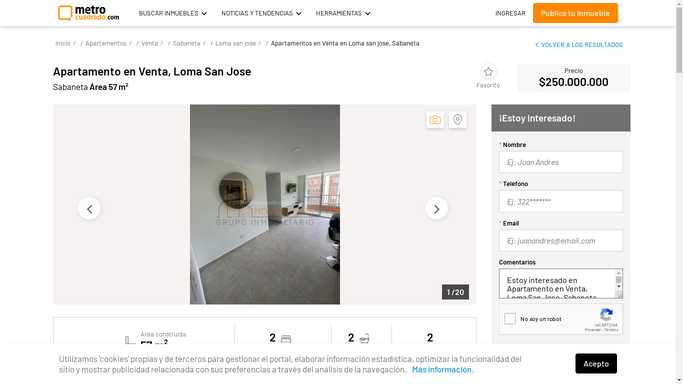 metro
cuadrado.com
BUSCAR INMUEBLES
NOTICIAS Y TENDENCIAS
HERRAMIENTAS
INGRESAR
Publica tu Inmueble
Inicio / / Apartamentos / / Venta / / Sabaneta / / Loma san jose / / Apartamentos en Venta en Loma san jose, Sabaneta
VOLVER A LOS RESULTADOS
Apartamento en Venta, Loma San Jose
Sabaneta Área 57 m²
Favorito
Precio
$250.000.000
GRUPO INMOBILIARIO
1 / 20
¡Estoy Interesado!
* Nombre
Ej: Juan Andres
* Teléfono
Ej: 322*******
* Email
Ej: juanandres@email.com
Comentarios
Estoy interesado en
Apartamento en Venta,
Loma San Jose, Sabaneta
No soy un robot
reCAPTCHA
Privacidad - Términos
Área construida
57 m²
2
2
2
Utilizamos 'cookies' propias y de terceros para gestionar el portal, elaborar información estadística, optimizar la funcionalidad del
sitio y mostrar publicidad relacionada con sus preferencias a través del análisis de la navegación. Más información.
Acepto